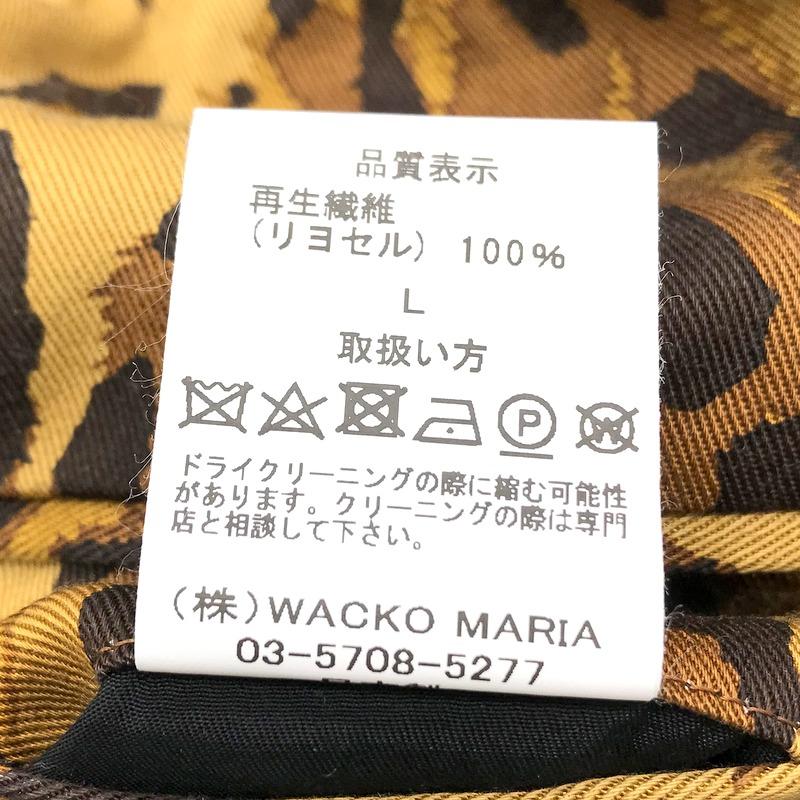 品質表示
再生繊維
(リヨセル) 100%
L
取扱い方
P
W
ドライクリーニングの際に縮む可能性
があります。クリーニングの際は専門
店と相談して下さい。
(株)WACKO MARIA
03-5708-5277